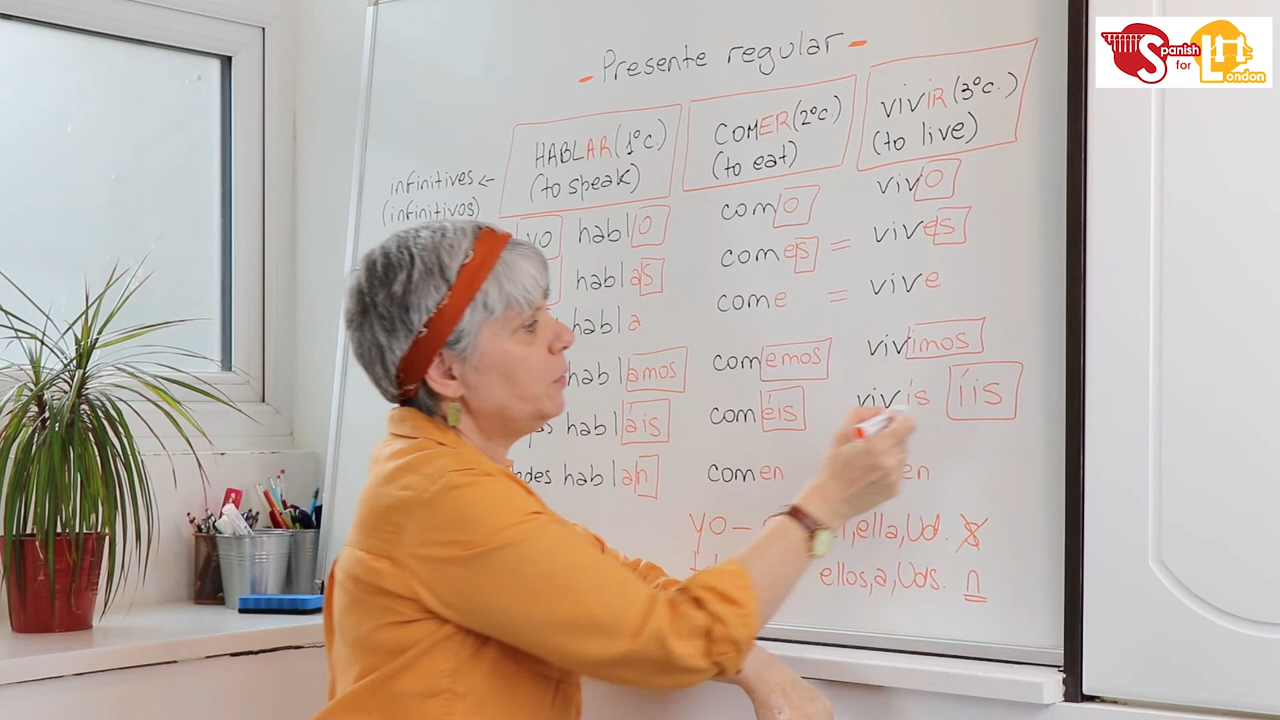 Spanish
for
London
- Presente regular -
HABLAR (1ºc.) COMER (2ºc.) VIVIR (3ºc.)
(to speak) (to eat) (to live)
infinitives ←
(infinitivos)
yo hablo como vivo
hablas comes = vives
habla come = vive
hablamos comemos vivimos
habláis coméis vivís íis
hablan comen en
yo - ella, Ud. s
ellos, a, Uds. n